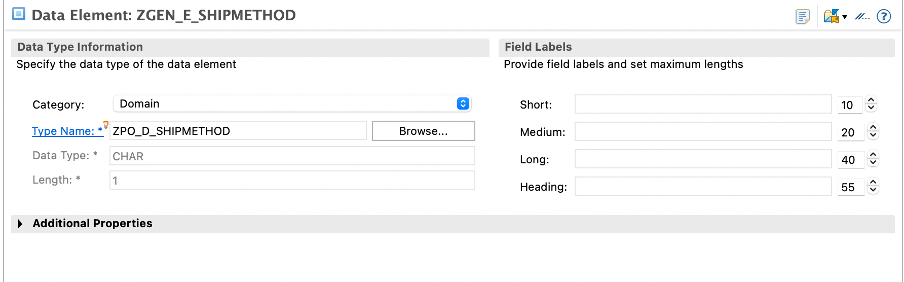 Data Element: ZGEN_E_SHIPMETHOD
Data Type Information
Specify the data type of the data element
Category: Domain
Type Name: * ZPO_D_SHIPMETHOD Browse...
Data Type: * CHAR
Length: * 1
Field Labels
Provide field labels and set maximum lengths
Short: 10
Medium: 20
Long: 40
Heading: 55
Additional Properties